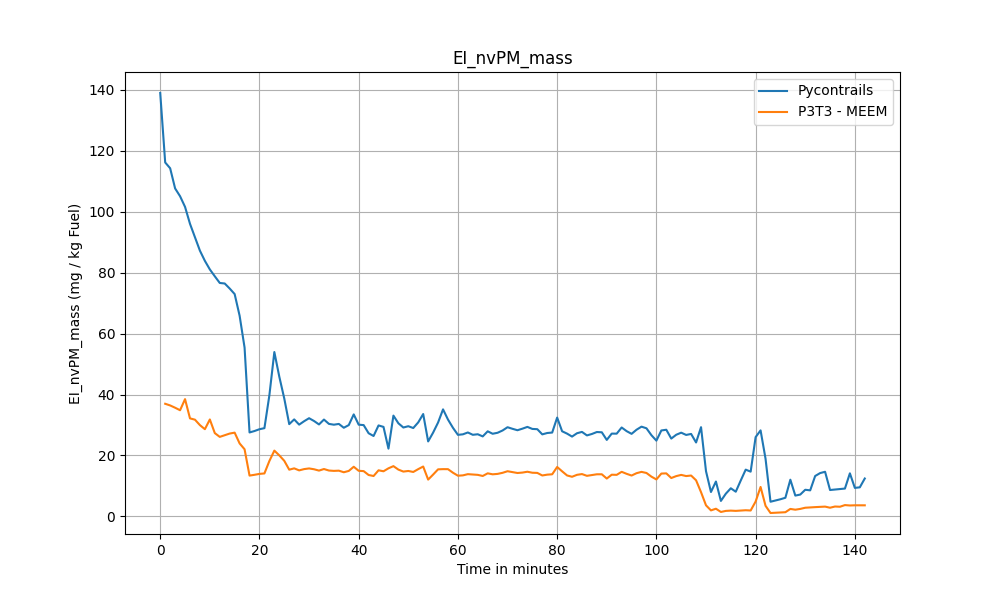 EI_nvPM_mass
Pycontrails
P3T3 - MEEM
EI_nvPM_mass (mg / kg Fuel)
140
120
100
80
60
40
20
0
0 20 40 60 80 100 120 140
Time in minutes